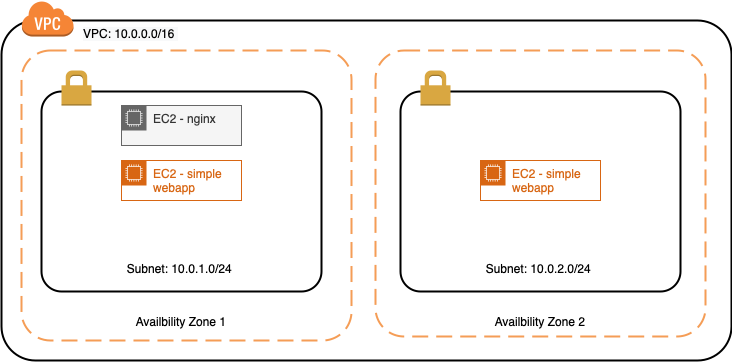 VPC
VPC: 10.0.0.0/16
EC2 - nginx
EC2 - simple
webapp
Subnet: 10.0.1.0/24
Availbility Zone 1
EC2 - simple
webapp
Subnet: 10.0.2.0/24
Availbility Zone 2